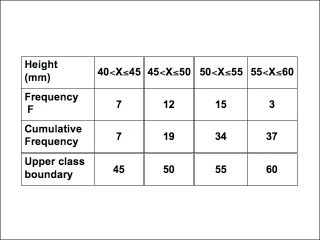 Height
(mm) 40<X≤45 45<X≤50 50<X≤55 55<X≤60
Frequency
F 7 12 15 3
Cumulative
Frequency 7 19 34 37
Upper class
boundary 45 50 55 60